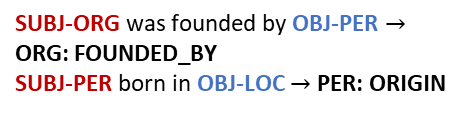 SUBJ-ORG was founded by OBJ-PER →
ORG: FOUNDED_BY
SUBJ-PER born in OBJ-LOC → PER: ORIGIN